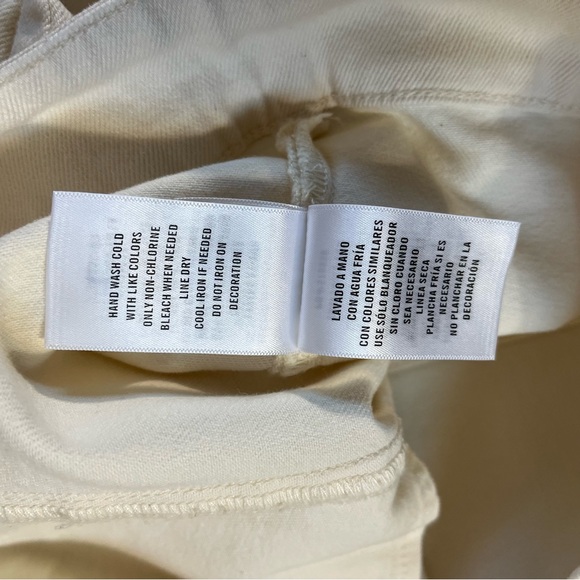 HAND WASH COLD
WITH LIKE COLORS
ONLY NON-CHLORINE
BLEACH WHEN NEEDED
LINE DRY
COOL IRON IF NEEDED
DO NOT IRON ON
DECORATION
LAVADO A MANO
CON AGUA FRÍA
CON COLORES SIMILARES
USE SÓLO BLANQUEADOR
SIN CLORO CUANDO
SEA NECESARIO
LINEA SECA
PLANCHA FRÍA SI ES
NECESARIO
NO PLANCHAR EN LA
DECORACIÓN